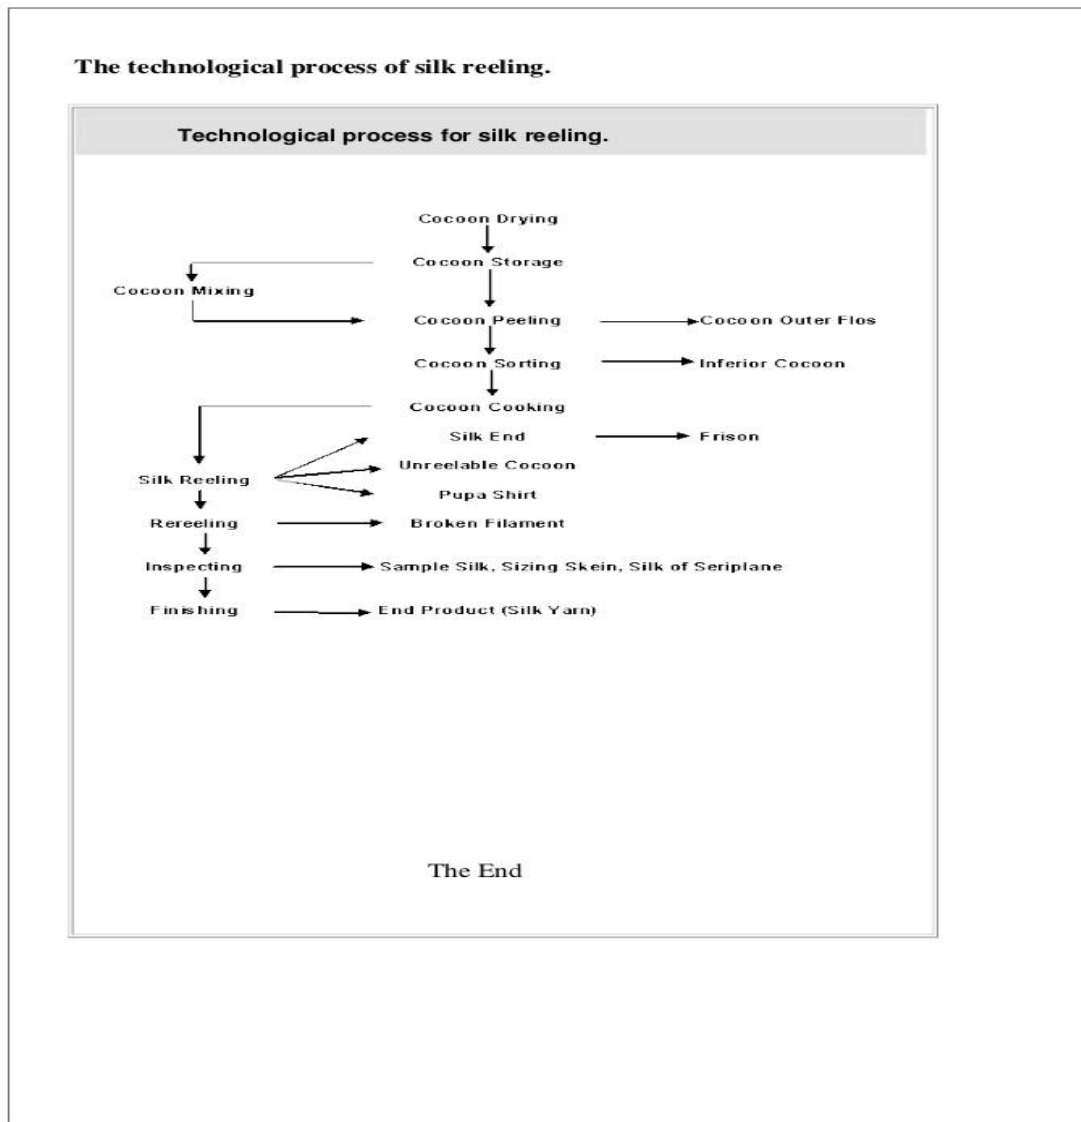 The technological process of silk reeling.
Technological process for silk reeling.
Cocoon Drying
Cocoon Storage
Cocoon Mixing
Cocoon Peeling
Cocoon Outer Flos
Cocoon Sorting
Inferior Cocoon
Cocoon Cooking
Silk End
Frison
Unreelable Cocoon
Silk Reeling
Pupa Shirt
Rereeling
Broken Filament
Inspecting
Sample Silk, Sizing Skein, Silk of Seriplane
Finishing
End Product (Silk Yarn)
The End